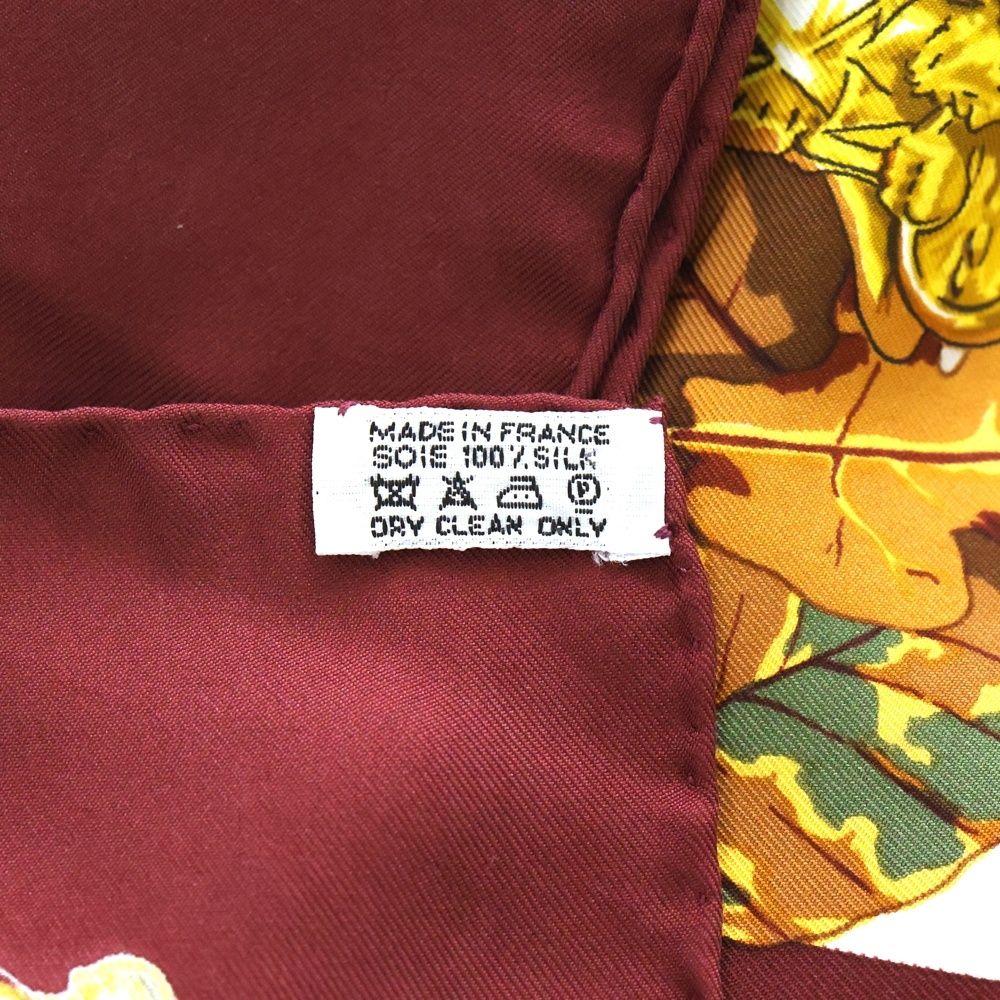 MADE IN FRANCE
SOIE 100% SILK
P
DRY CLEAN ONLY